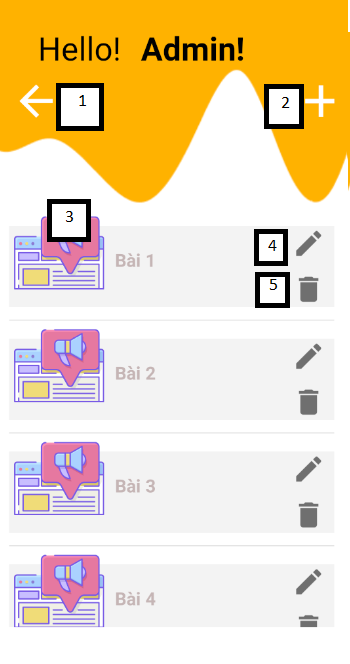 Hello! Admin!
1
2
3
4
Bài 1
5
Bài 2
Bài 3
Bài 4